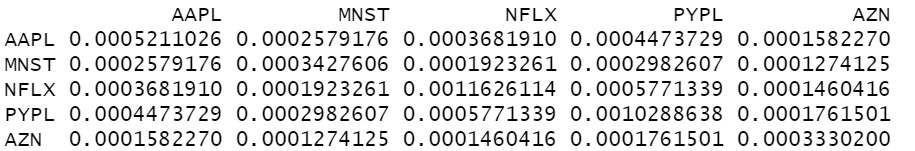 AAPL MNST NFLX PYPL AZN
AAPL 0.0005211026 0.0002579176 0.0003681910 0.0004473729 0.0001582270
MNST 0.0002579176 0.0003427606 0.0001923261 0.0002982607 0.0001274125
NFLX 0.0003681910 0.0001923261 0.0011626114 0.0005771339 0.0001460416
PYPL 0.0004473729 0.0002982607 0.0005771339 0.0010288638 0.0001761501
AZN 0.0001582270 0.0001274125 0.0001460416 0.0001761501 0.0003330200